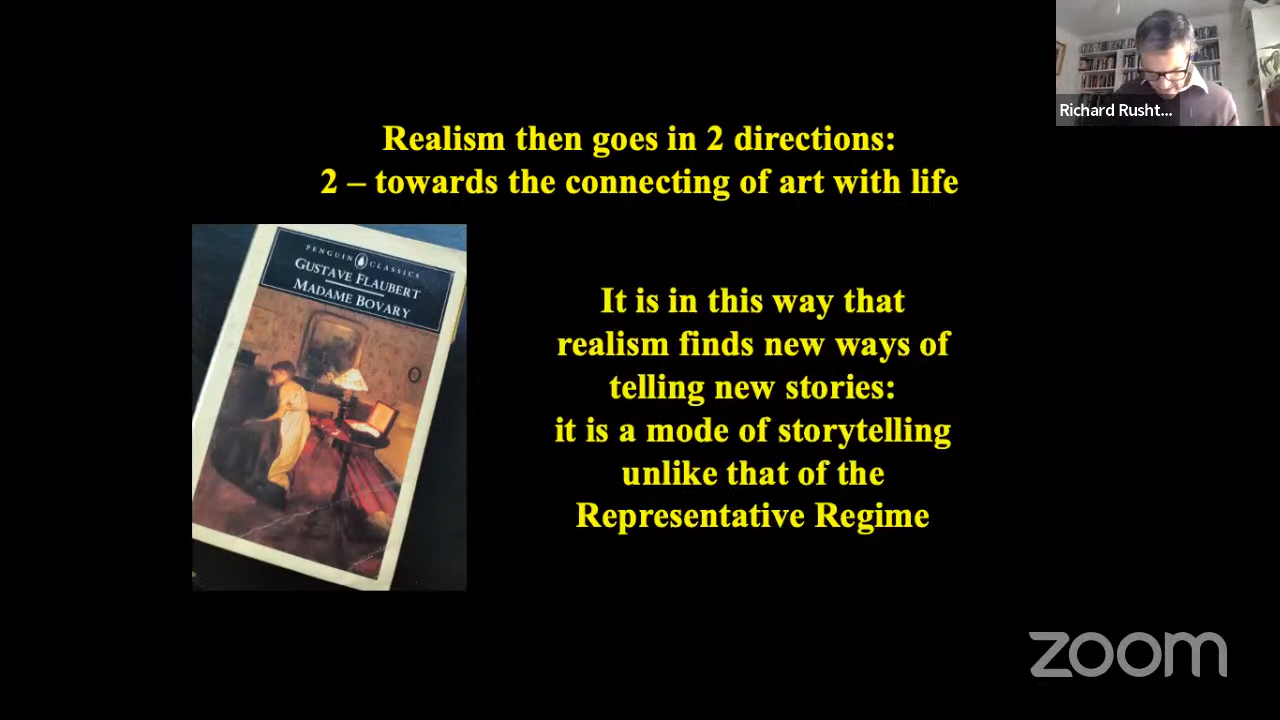 Richard Rusht...
Realism then goes in 2 directions:
2 – towards the connecting of art with life
PENGUIN CLASSICS
GUSTAVE FLAUBERT
MADAME BOVARY
It is in this way that
realism finds new ways of
telling new stories:
it is a mode of storytelling
unlike that of the
Representative Regime
zoom